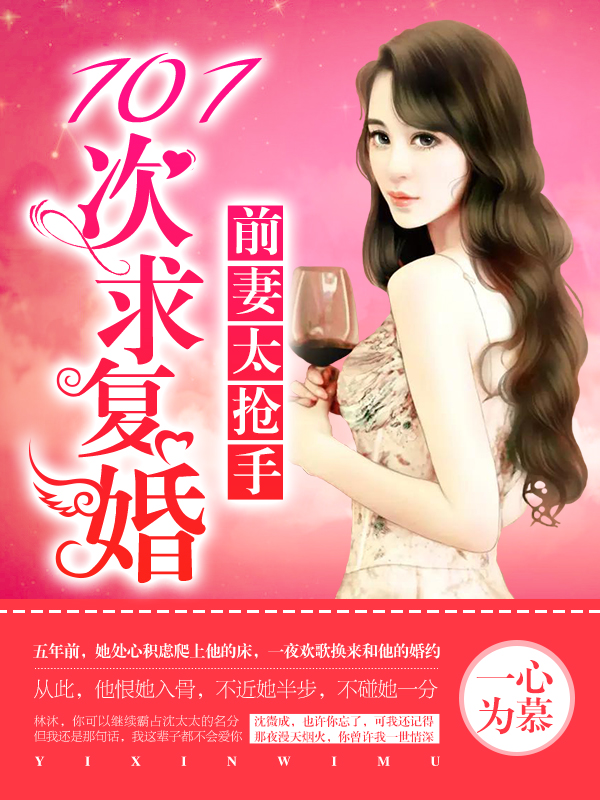 101次求复婚
前妻太抢手
五年前，她处心积虑爬上他的床，一夜欢歌换来和他的婚约
从此，他恨她入骨，不近她半步，不碰她一分
林沐，你可以继续霸占沈太太的名分
但我还是那句话，我这辈子都不会爱你
沈微成，也许你忘了，可我还记得
那夜漫天烟火，你曾许我一世情深
一心
为慕
YIXINWIMU